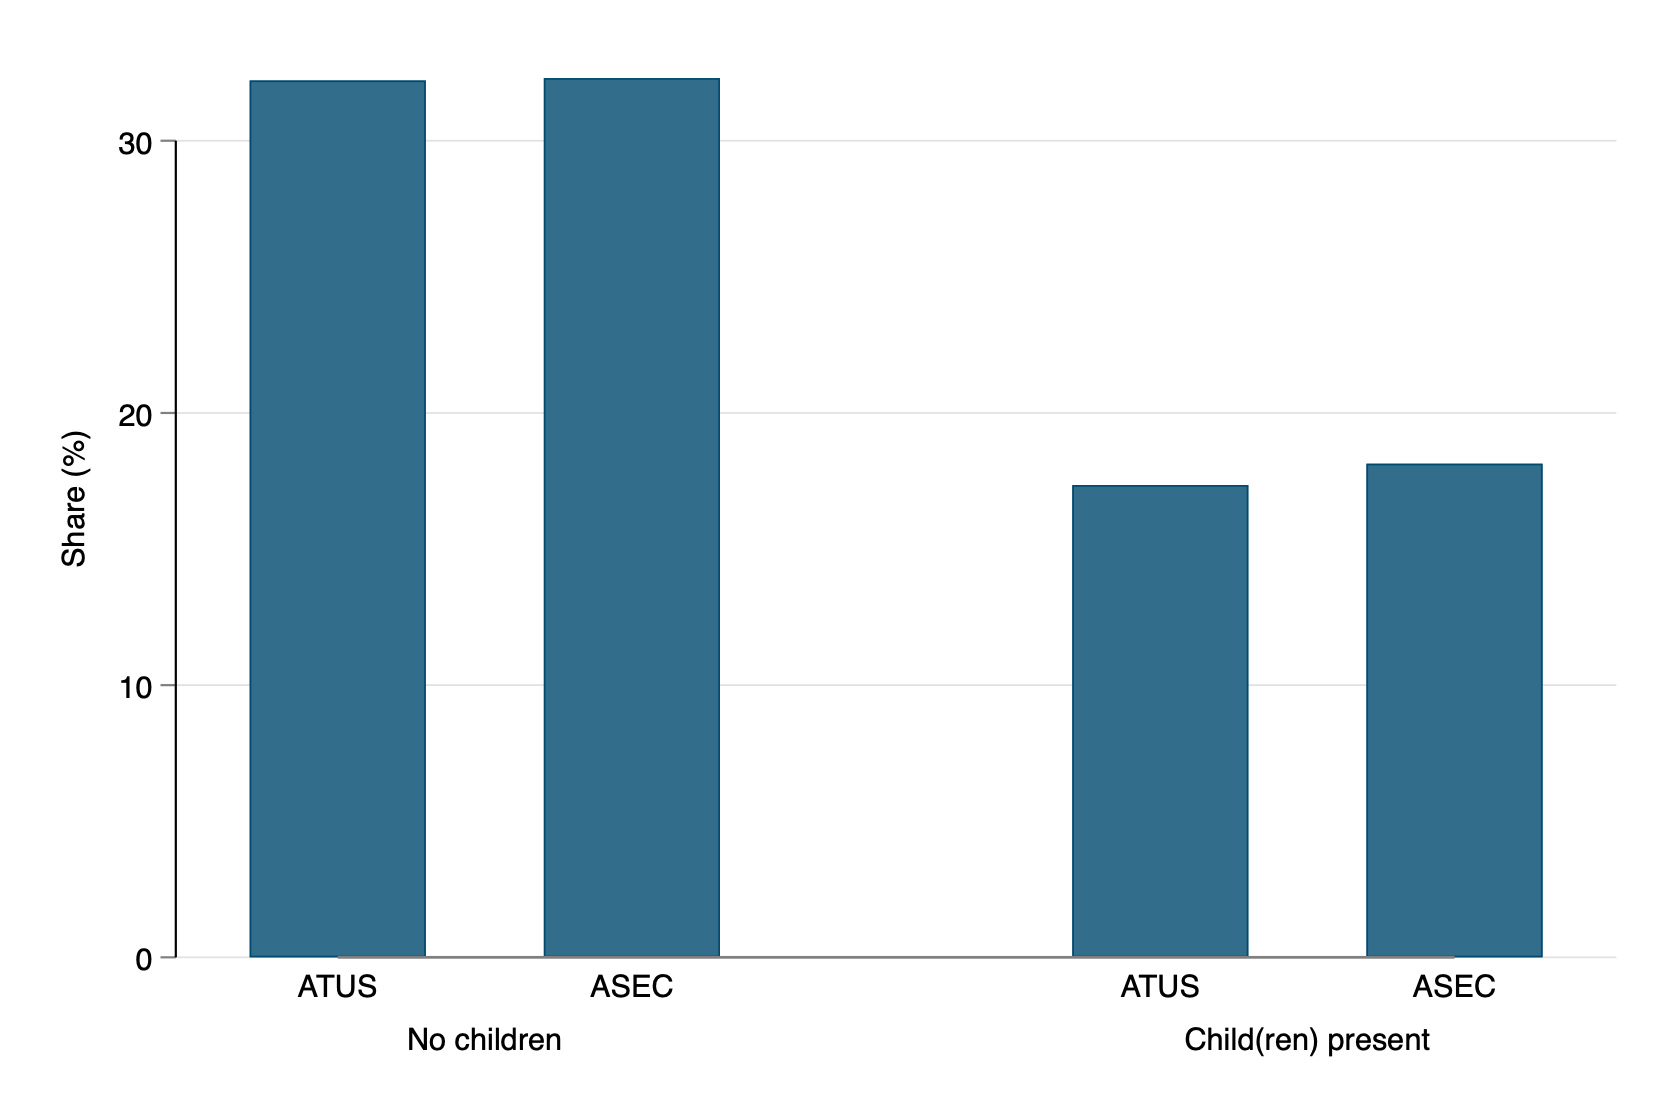 Share (%)
30
20
10
0
ATUS
ASEC
ATUS
ASEC
No children
Child(ren) present